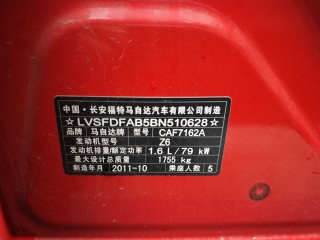 中国·长安福特马自达汽车有限公司制造
☆LVSFDFAB5BN510628☆
品牌 马自达牌 型号 CAF7162A
发动机型号 Z6
发动机排量/额定功率 1.6 L/79 kW
最大设计总质量 1755 kg
制造年月 2011-10 乘座人数 5